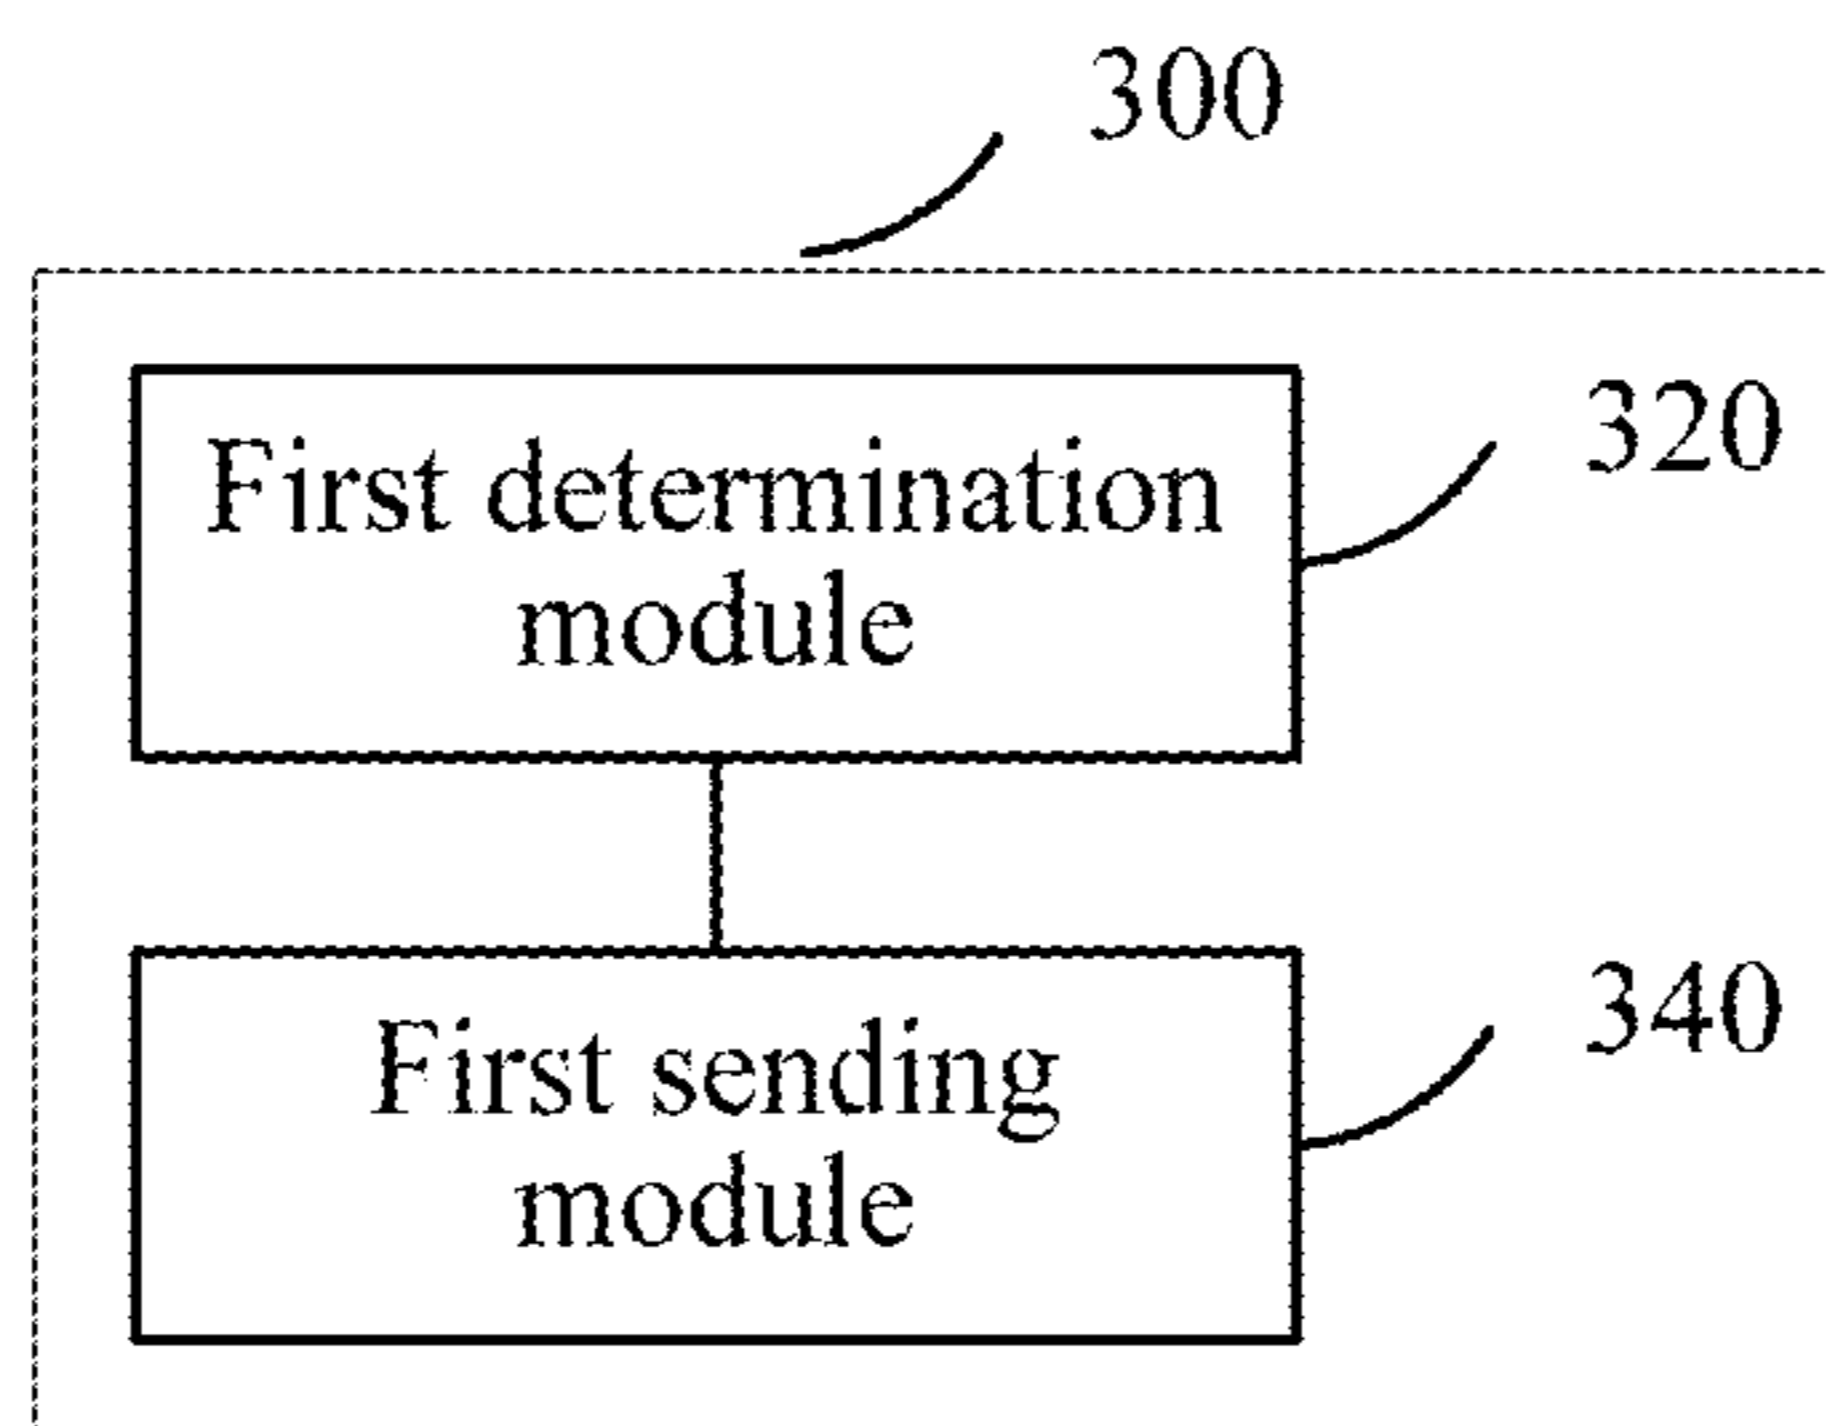 300
First determination
module
320
First sending
module
340